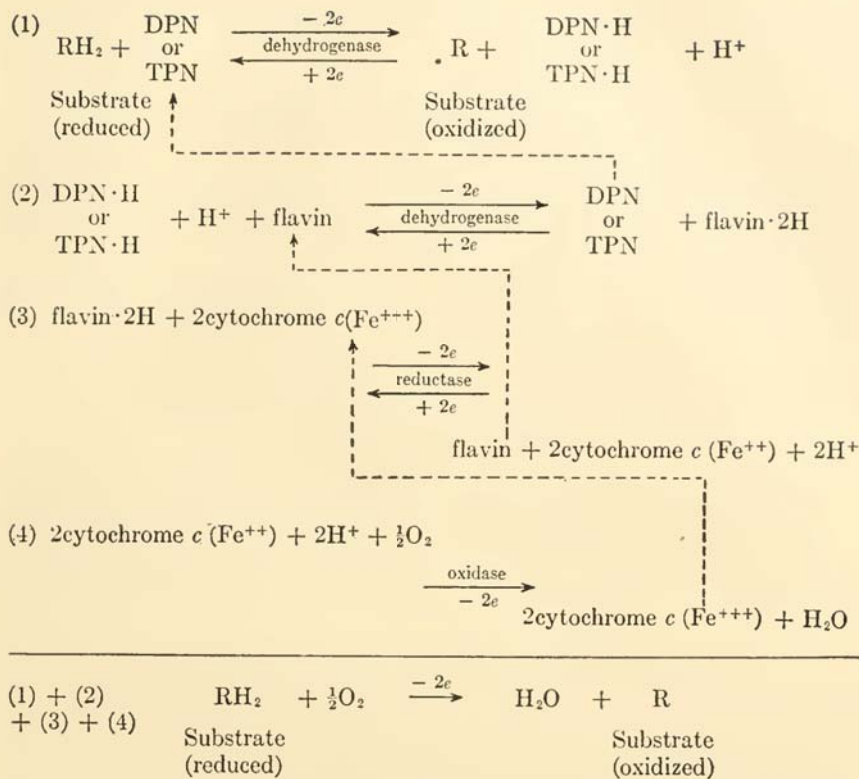 (1)
DPN − 2e DPN·H
RH₂ + or dehydrogenase . R + or + H⁺
TPN + 2e TPN·H
Substrate Substrate
(reduced) (oxidized)
(2) DPN·H − 2e DPN
or + H⁺ + flavin dehydrogenase or + flavin·2H
TPN·H + 2e TPN
(3) flavin·2H + 2cytochrome c(Fe⁺⁺⁺)
− 2e
reductase
+ 2e
flavin + 2cytochrome c (Fe⁺⁺) + 2H⁺
(4) 2cytochrome c (Fe⁺⁺) + 2H⁺ + ½O₂
oxidase
− 2e
2cytochrome c (Fe⁺⁺⁺) + H₂O
(1) + (2) RH₂ + ½O₂ − 2e H₂O + R
+ (3) + (4) Substrate Substrate
(reduced) (oxidized)